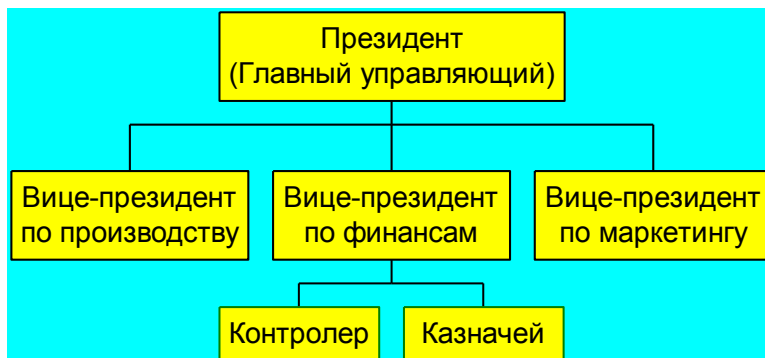 Президент
(Главный управляющий)
Вице-президент
по производству
Вице-президент
по финансам
Вице-президент
по маркетингу
Контролер
Казначей